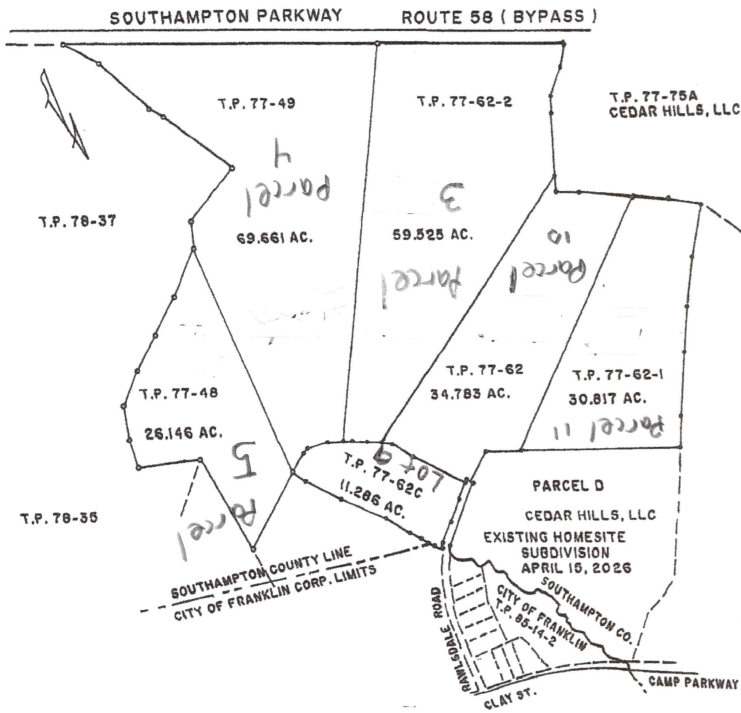 SOUTHAMPTON PARKWAY ROUTE 58 ( BYPASS )
T.P. 77-49
T.P. 77-62-2
T.P. 77-75A
CEDAR HILLS, LLC
Parcel
4
T.P. 78-37
69.661 AC.
Parcel
3
59.525 AC.
Parcel
10
T.P. 77-48
26.146 AC.
T.P. 77-62
34.783 AC.
T.P. 77-62-1
30.817 AC.
Parcel 11
Parcel
5
Lot 9
T.P. 77-62C
11.286 AC.
T.P. 78-35
PARCEL D
CEDAR HILLS, LLC
EXISTING HOMESITE
SUBDIVISION
APRIL 15, 2026
SOUTHAMPTON COUNTY LINE
CITY OF FRANKLIN CORP. LIMITS
SOUTHAMPTON CO.
CITY OF FRANKLIN
T.P. 85-14-2
RAWLSDALE ROAD
CLAY ST.
CAMP PARKWAY